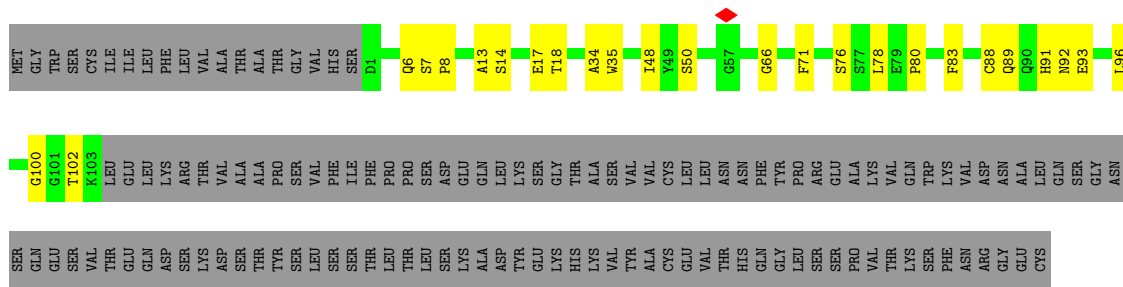 MET GLY TRP SER CYS ILE ILE LEU PHE LEU VAL ALA THR ALA THR GLY VAL HIS SER D1 Q6 S7 P8 A13 S14 E17 T18 A34 W35 I48 Y49 S50 G57 G66 F71 S76 S77 L78 E79 P80 F83 C88 Q89 Q90 H91 N92 E93 L96
G100 G101 T102 K103 LEU GLU LEU LYS ARG THR VAL ALA ALA PRO SER VAL PHE ILE PHE PRO PRO SER ASP GLU GLN LEU LYS SER GLY THR ALA SER VAL VAL CYS LEU LEU ASN ASN PHE TYR PRO ARG GLU ALA LYS VAL GLN TRP LYS VAL ASP ASN ALA LEU GLN SER GLY ASN
SER GLN GLU SER VAL THR GLU GLN ASP SER LYS ASP SER THR TYR SER LEU SER SER THR LEU THR LEU SER LYS ALA ASP TYR GLU LYS HIS LYS VAL TYR ALA CYS GLU VAL THR HIS GLN GLY LEU SER SER PRO VAL THR LYS SER PHE ASN ARG GLY GLU CYS